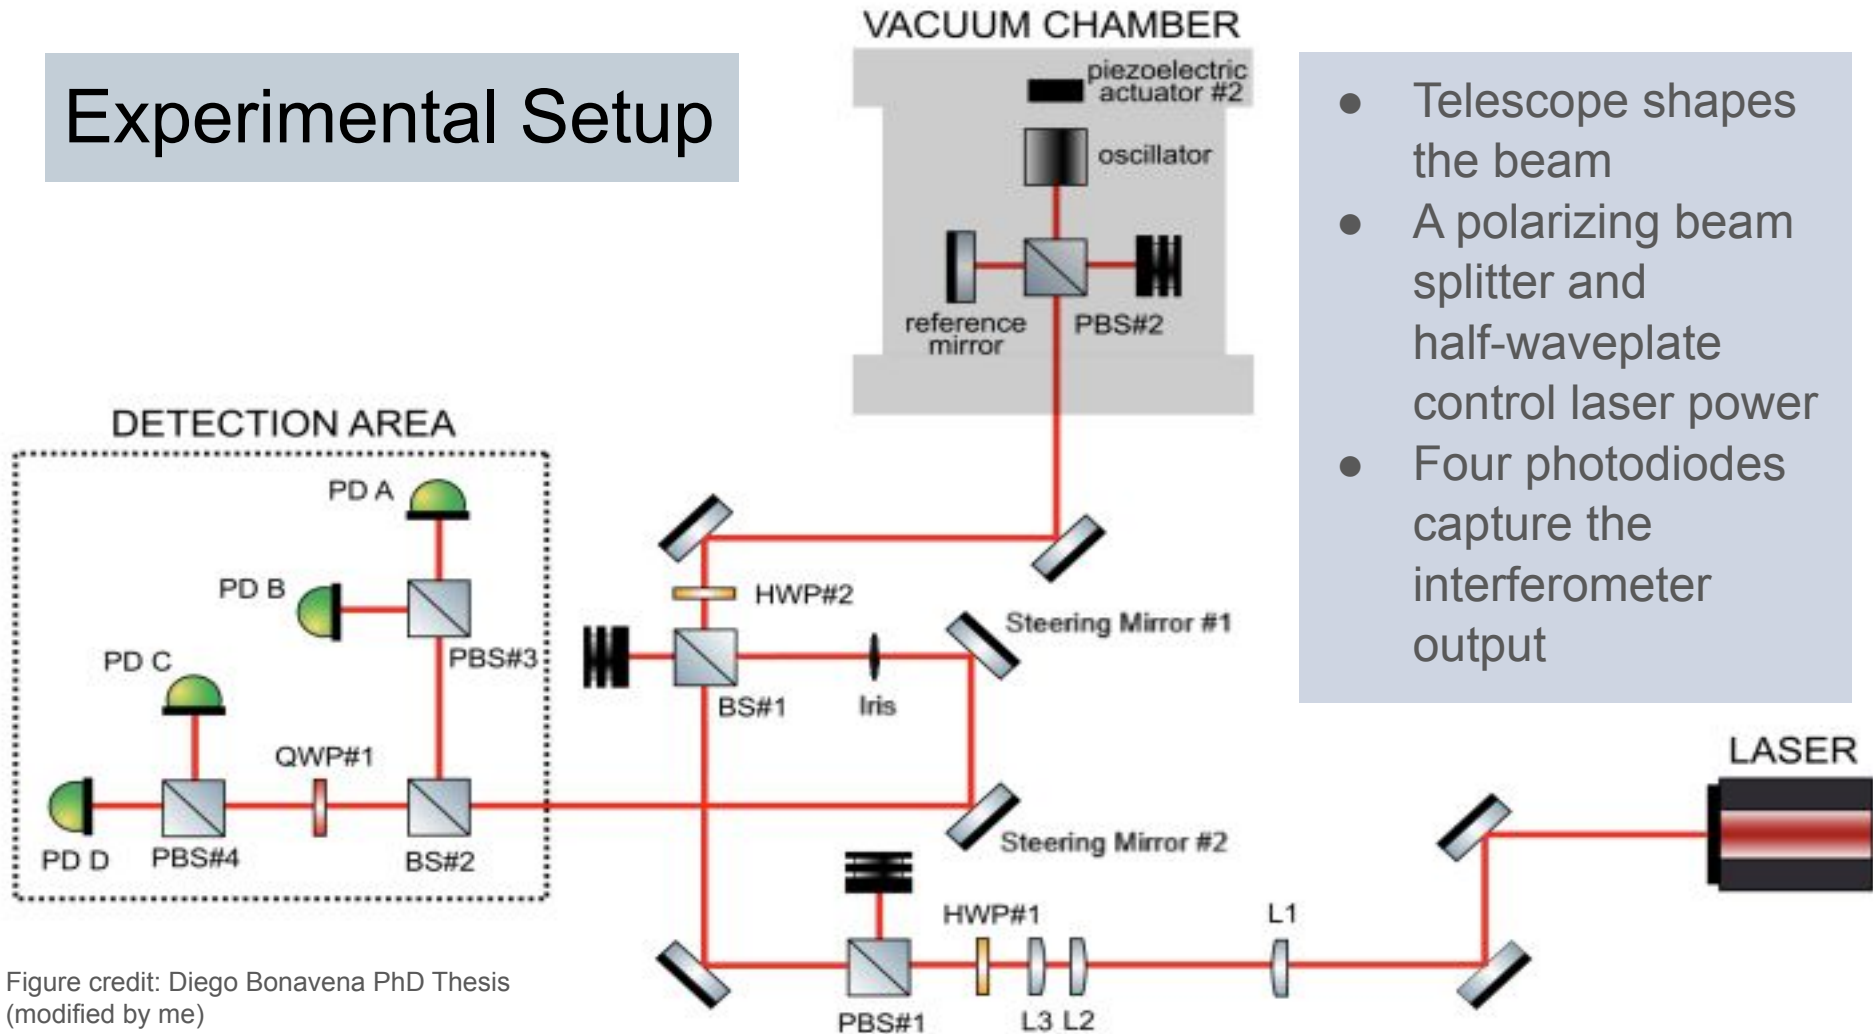 Experimental Setup
VACUUM CHAMBER
piezoelectric
actuator #2
oscillator
reference
mirror
PBS#2
● Telescope shapes
the beam
● A polarizing beam
splitter and
half-waveplate
control laser power
● Four photodiodes
capture the
interferometer
output
DETECTION AREA
PD A
PD B
PBS#3
PD C
QWP#1
PD D
PBS#4
BS#2
HWP#2
Steering Mirror #1
BS#1
Iris
Steering Mirror #2
LASER
HWP#1
L1
PBS#1
L3 L2
Figure credit: Diego Bonavena PhD Thesis
(modified by me)